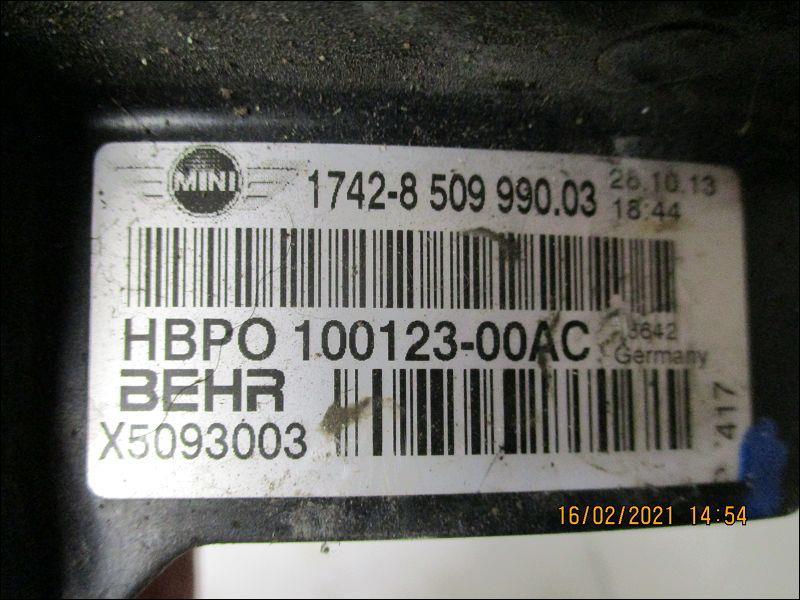 MINI
1742-8 509 990.03
28.10.13
18:44
HBPO 100123-00AC
3642
Germany
BEHR
X5093003
417
16/02/2021 14:54